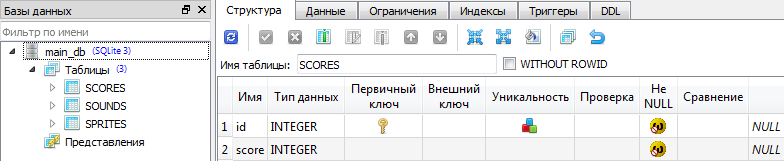 Базы данных
Фильтр по имени
main_db (SQLite 3)
Таблицы (3)
SCORES
SOUNDS
SPRITES
Представления
Структура Данные Ограничения Индексы Триггеры DDL
Имя таблицы: SCORES WITHOUT ROWID
Имя Тип данных Первичный ключ Внешний ключ Уникальность Проверка Не NULL Сравнение
1 id INTEGER NULL
2 score INTEGER NULL